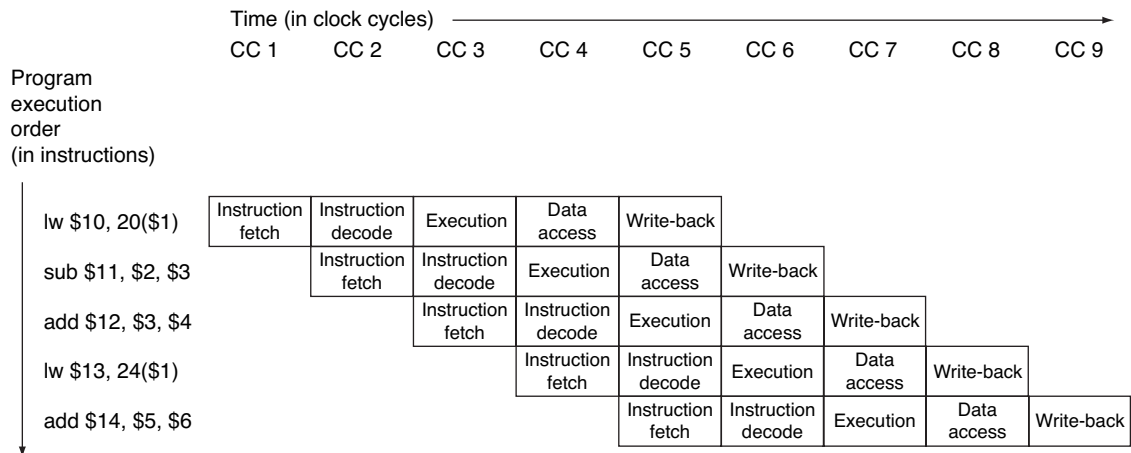 Time (in clock cycles)
CC 1 CC 2 CC 3 CC 4 CC 5 CC 6 CC 7 CC 8 CC 9
Program
execution
order
(in instructions)
lw $10, 20($1) Instruction fetch Instruction decode Execution Data access Write-back
sub $11, $2, $3 Instruction fetch Instruction decode Execution Data access Write-back
add $12, $3, $4 Instruction fetch Instruction decode Execution Data access Write-back
lw $13, 24($1) Instruction fetch Instruction decode Execution Data access Write-back
add $14, $5, $6 Instruction fetch Instruction decode Execution Data access Write-back